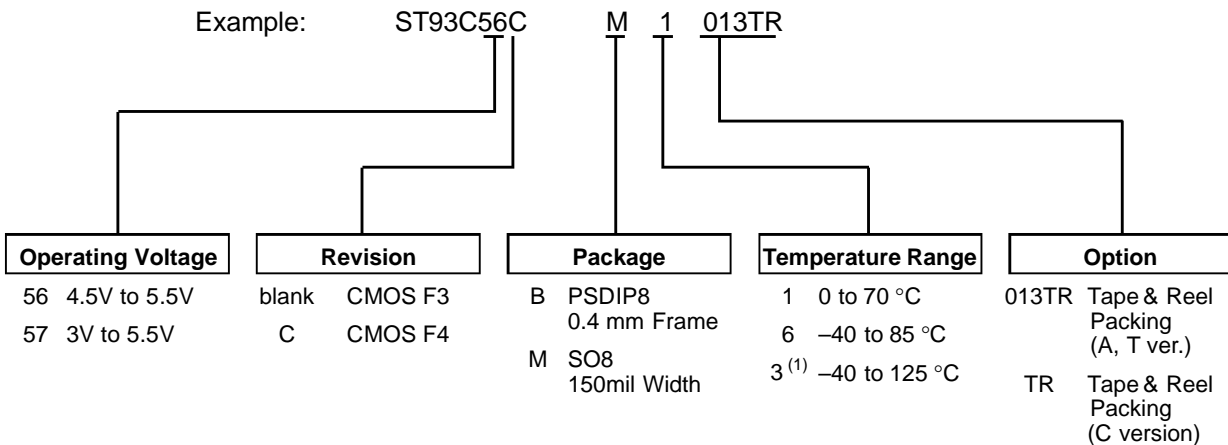 Example: ST93C56C M 1 013TR
Operating Voltage
56 4.5V to 5.5V
57 3V to 5.5V
Revision
blank CMOS F3
C CMOS F4
Package
B PSDIP8
0.4 mm Frame
M SO8
150mil Width
Temperature Range
1 0 to 70 °C
6 –40 to 85 °C
3 (1) –40 to 125 °C
Option
013TR Tape & Reel
Packing
(A, T ver.)
TR Tape & Reel
Packing
(C version)